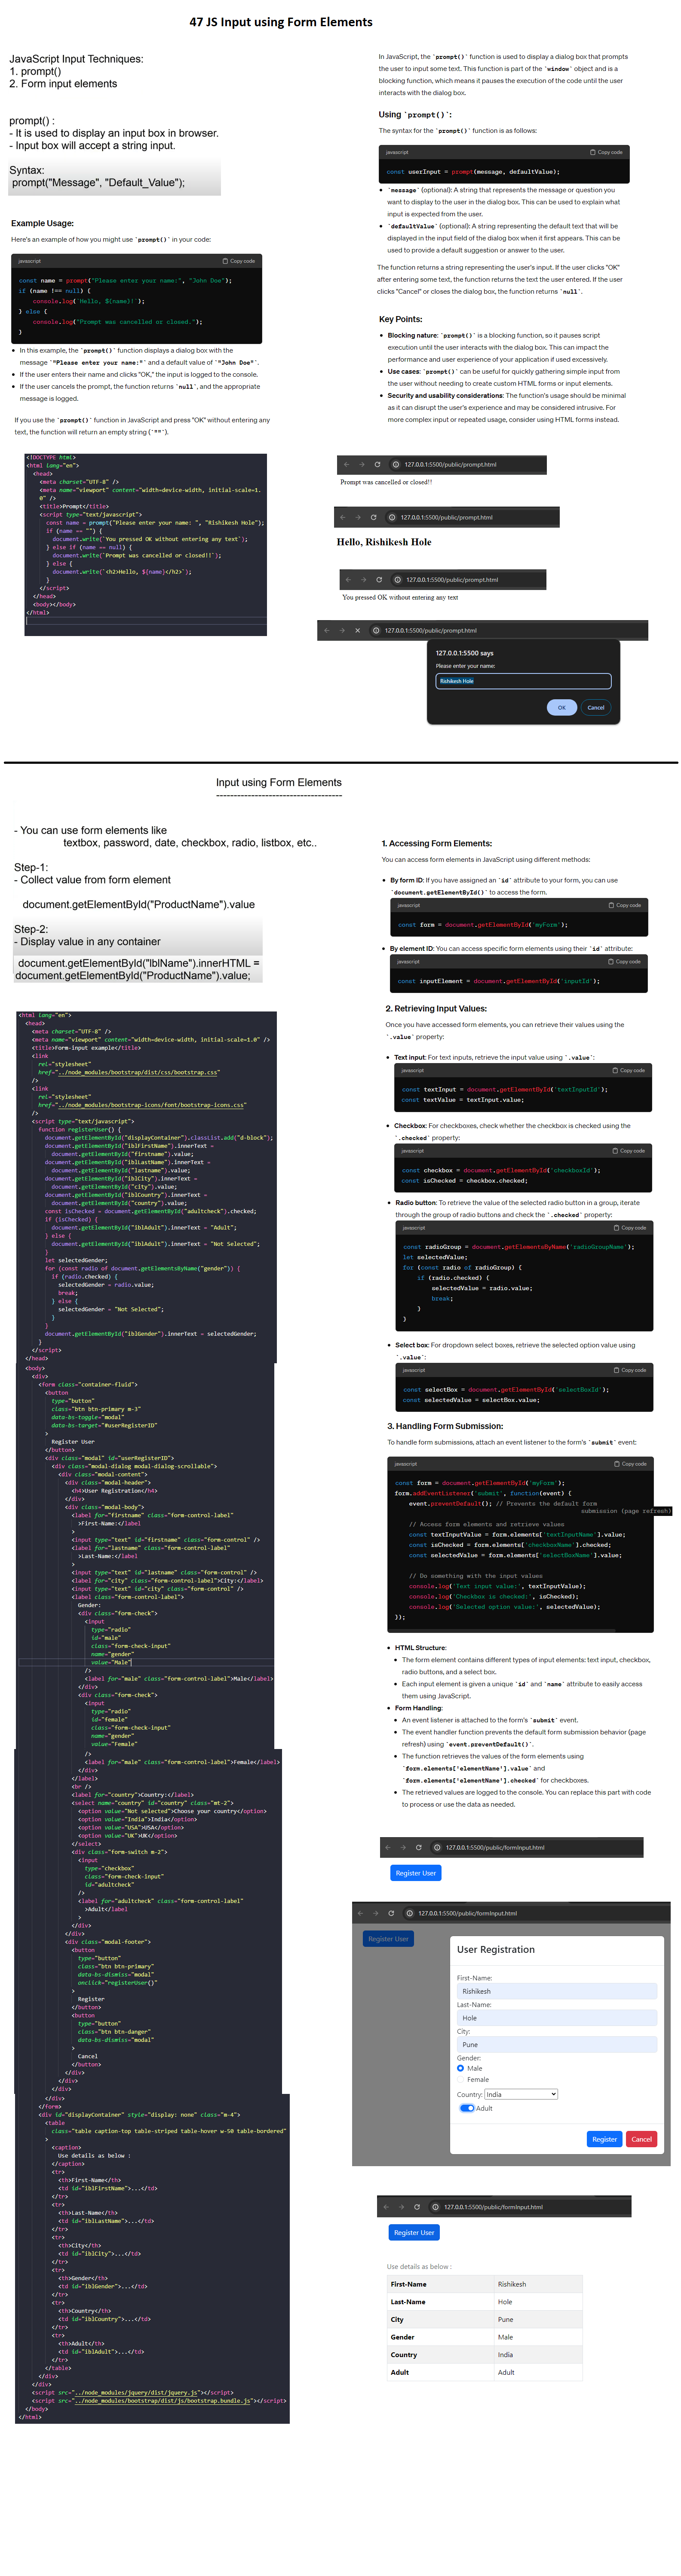 47 JS Input using Form Elements
JavaScript Input Techniques:
1. prompt()
2. Form input elements
prompt() :
- It is used to display an input box in browser.
- Input box will accept a string input.
Syntax:
prompt("Message", "Default_Value");
Example Usage:
Here's an example of how you might use `prompt()` in your code:
javascript
Copy code
const name = prompt("Please enter your name:", "John Doe");
if (name !== null) {
console.log(`Hello, ${name}!`);
} else {
console.log("Prompt was cancelled or closed.");
}
• In this example, the `prompt()` function displays a dialog box with the
message `"Please enter your name:"` and a default value of `"John Doe"`.
• If the user enters their name and clicks "OK," the input is logged to the console.
• If the user cancels the prompt, the function returns `null`, and the appropriate
message is logged.
If you use the `prompt()` function in JavaScript and press "OK" without entering any
text, the function will return an empty string (`""`).
<!DOCTYPE html>
<html lang="en">
<head>
<meta charset="UTF-8" />
<meta name="viewport" content="width=device-width, initial-scale=1.
0" />
<title>Prompt</title>
<script type="text/javascript">
const name = prompt("Please enter your name: ", "Rishikesh Hole");
if (name == "") {
document.write(`You pressed OK without entering any text`);
} else if (name == null) {
document.write(`Prompt was cancelled or closed!!`);
} else {
document.write(`<h2>Hello, ${name}</h2>`);
}
</script>
</head>
<body></body>
</html>
In JavaScript, the `prompt()` function is used to display a dialog box that prompts
the user to input some text. This function is part of the `window` object and is a
blocking function, which means it pauses the execution of code until the user
interacts with the dialog box.
Using `prompt()`:
The syntax for the `prompt()` function is as follows:
javascript
Copy code
const userInput = prompt(message, defaultValue);
• `message` (optional): A string that represents the message or question you
want to display to the user in the dialog box. This can be used to explain what
input is expected from the user.
• `defaultValue` (optional): A string representing the default text that will be
displayed in the input field of the dialog box when it first appears. This can be
used to provide a default suggestion or answer to the user.
The function returns a string representing the user's input. If the user clicks "OK"
after entering some text, the function returns the text the user entered. If the user
clicks "Cancel" or closes the dialog box, the function returns `null`.
Key Points:
• Blocking nature: `prompt()` is a blocking function, so it pauses script
execution until the user interacts with the dialog box. This can impact the
performance and user experience of your application if used excessively.
• Use cases: `prompt()` can be useful for quickly gathering simple input from
the user without needing to create custom HTML forms or input elements.
• Security and usability considerations: The function's usage should be minimal
as it can disrupt the user's experience and may be considered intrusive. For
more complex input or repeated usage, consider using HTML forms instead.
127.0.0.1:5500/public/prompt.html
Prompt was cancelled or closed!!
127.0.0.1:5500/public/prompt.html
Hello, Rishikesh Hole
127.0.0.1:5500/public/prompt.html
You pressed OK without entering any text
127.0.0.1:5500/public/prompt.html
127.0.0.1:5500 says
Please enter your name:
Rishikesh Hole
OK
Cancel
Input using Form Elements
------------------------------------
- You can use form elements like
textbox, password, date, checkbox, radio, listbox, etc..
Step-1:
- Collect value from form element
document.getElementById("ProductName").value
Step-2:
- Display value in any container
document.getElementById("lblName").innerHTML =
document.getElementById("ProductName").value;
<html lang="en">
<head>
<meta charset="UTF-8" />
<meta name="viewport" content="width=device-width, initial-scale=1.0" />
<title>Form-input example</title>
<link
rel="stylesheet"
href="../node_modules/bootstrap/dist/css/bootstrap.css"
/>
<link
rel="stylesheet"
href="../node_modules/bootstrap-icons/font/bootstrap-icons.css"
/>
<script type="text/javascript">
function registerUser() {
document.getElementById("displayContainer").classList.add("d-block");
document.getElementById("iblFirstName").innerText =
document.getElementById("firstname").value;
document.getElementById("iblLastName").innerText =
document.getElementById("lastname").value;
document.getElementById("iblCity").innerText =
document.getElementById("city").value;
document.getElementById("iblCountry").innerText =
document.getElementById("country").value;
const isChecked = document.getElementById("adultcheck").checked;
if (isChecked) {
document.getElementById("iblAdult").innerText = "Adult";
} else {
document.getElementById("iblAdult").innerText = "Not Selected";
}
let selectedGender;
for (const radio of document.getElementsByName("gender")) {
if (radio.checked) {
selectedGender = radio.value;
break;
} else {
selectedGender = "Not Selected";
}
}
document.getElementById("iblGender").innerText = selectedGender;
}
</script>
</head>
<body>
<div>
<form class="container-fluid">
<button
type="button"
class="btn btn-primary m-3"
data-bs-toggle="modal"
data-bs-target="#userRegisterID"
>
Register User
</button>
<div class="modal" id="userRegisterID">
<div class="modal-dialog modal-dialog-scrollable">
<div class="modal-content">
<div class="modal-header">
<h4>User Registration</h4>
</div>
<div class="modal-body">
<label for="firstname" class="form-control-label"
>First-Name:</label
>
<input type="text" id="firstname" class="form-control" />
<label for="lastname" class="form-control-label"
>Last-Name:</label
>
<input type="text" id="lastname" class="form-control" />
<label for="city" class="form-control-label">City:</label>
<input type="text" id="city" class="form-control" />
<label class="form-control-label">
Gender:
<div class="form-check">
<input
type="radio"
id="male"
class="form-check-input"
name="gender"
value="Male"
/>
<label for="male" class="form-control-label">Male</label>
</div>
<div class="form-check">
<input
type="radio"
id="female"
class="form-check-input"
name="gender"
value="Female"
/>
<label for="male" class="form-control-label">Female</label>
</div>
</label>
<br />
<label for="country">Country:</label>
<select name="country" id="country" class="mt-2">
<option value="Not selected">Choose your country</option>
<option value="India">India</option>
<option value="USA">USA</option>
<option value="UK">UK</option>
</select>
<div class="form-switch m-2">
<input
type="checkbox"
class="form-check-input"
id="adultcheck"
/>
<label for="adultcheck" class="form-control-label"
>Adult</label
>
</div>
</div>
<div class="modal-footer">
<button
type="button"
class="btn btn-primary"
data-bs-dismiss="modal"
onclick="registerUser()"
>
Register
</button>
<button
type="button"
class="btn btn-danger"
data-bs-dismiss="modal"
>
Cancel
</button>
</div>
</div>
</div>
</div>
</form>
<div id="displayContainer" style="display: none" class="m-4">
<table
class="table caption-top table-striped table-hover w-50 table-bordered"
>
<caption>
Use details as below :
</caption>
<tr>
<th>First-Name</th>
<td id="iblFirstName">...</td>
</tr>
<tr>
<th>Last-Name</th>
<td id="iblLastName">...</td>
</tr>
<tr>
<th>City</th>
<td id="iblCity">...</td>
</tr>
<tr>
<th>Gender</th>
<td id="iblGender">...</td>
</tr>
<tr>
<th>Country</th>
<td id="iblCountry">...</td>
</tr>
<tr>
<th>Adult</th>
<td id="iblAdult">...</td>
</tr>
</table>
</div>
</div>
<script src="../node_modules/jquery/dist/jquery.js"></script>
<script src="../node_modules/bootstrap/dist/js/bootstrap.bundle.js"></script>
</body>
</html>
1. Accessing Form Elements:
You can access form elements in JavaScript using different methods:
• By form ID: If you have assigned an `id` attribute to your form, you can use
`document.getElementById()` to access the form.
javascript
Copy code
const form = document.getElementById('myForm');
• By element ID: You can access specific form elements using their `id` attribute:
javascript
Copy code
const inputElement = document.getElementById('inputId');
2. Retrieving Input Values:
Once you have accessed form elements, you can retrieve their values using the
`.value` property:
• Text input: For text inputs, retrieve the input value using `.value`:
javascript
Copy code
const textInput = document.getElementById('textInputId');
const textValue = textInput.value;
• Checkbox: For checkboxes, check whether the checkbox is checked using the
`.checked` property:
javascript
Copy code
const checkbox = document.getElementById('checkboxId');
const isChecked = checkbox.checked;
• Radio button: To retrieve the value of the selected radio button in a group, iterate
through the group of radio buttons and check the `.checked` property:
javascript
Copy code
const radioGroup = document.getElementsByName('radioGroupName');
let selectedValue;
for (const radio of radioGroup) {
if (radio.checked) {
selectedValue = radio.value;
break;
}
}
• Select box: For dropdown select boxes, retrieve the selected option value using
`.value`:
javascript
Copy code
const selectBox = document.getElementById('selectBoxId');
const selectedValue = selectBox.value;
3. Handling Form Submission:
To handle form submissions, attach an event listener to the form's `submit` event:
javascript
Copy code
const form = document.getElementById('myForm');
form.addEventListener('submit', function(event) {
event.preventDefault(); // Prevents the default form
submission (page refresh)
// Access form elements and retrieve values
const textInputValue = form.elements['textInputName'].value;
const isChecked = form.elements['checkboxName'].checked;
const selectedValue = form.elements['selectBoxName'].value;
// Do something with the input values
console.log('Text input value:', textInputValue);
console.log('Checkbox is checked:', isChecked);
console.log('Selected option value:', selectedValue);
});
• HTML Structure:
• The form element contains different types of input elements: text input, checkbox,
radio buttons, and a select box.
• Each input element is given a unique `id` and `name` attribute to easily access
them using JavaScript.
• Form Handling:
• An event listener is attached to the form's `submit` event.
• The event handler function prevents the default form submission behavior (page
refresh) using `event.preventDefault()`.
• The function retrieves the values of the form elements using
`form.elements['elementName'].value` and
`form.elements['elementName'].checked` for checkboxes.
• The retrieved values are logged to the console. You can replace this part with code
to process or use the data as needed.
127.0.0.1:5500/public/formInput.html
Register User
127.0.0.1:5500/public/formInput.html
Register User
User Registration
First-Name:
Rishikesh
Last-Name:
Hole
City:
Pune
Gender:
Male
Female
Country: India
Adult
Register
Cancel
127.0.0.1:5500/public/formInput.html
Register User
Use details as below :
First-Name Rishikesh
Last-Name Hole
City Pune
Gender Male
Country India
Adult Adult